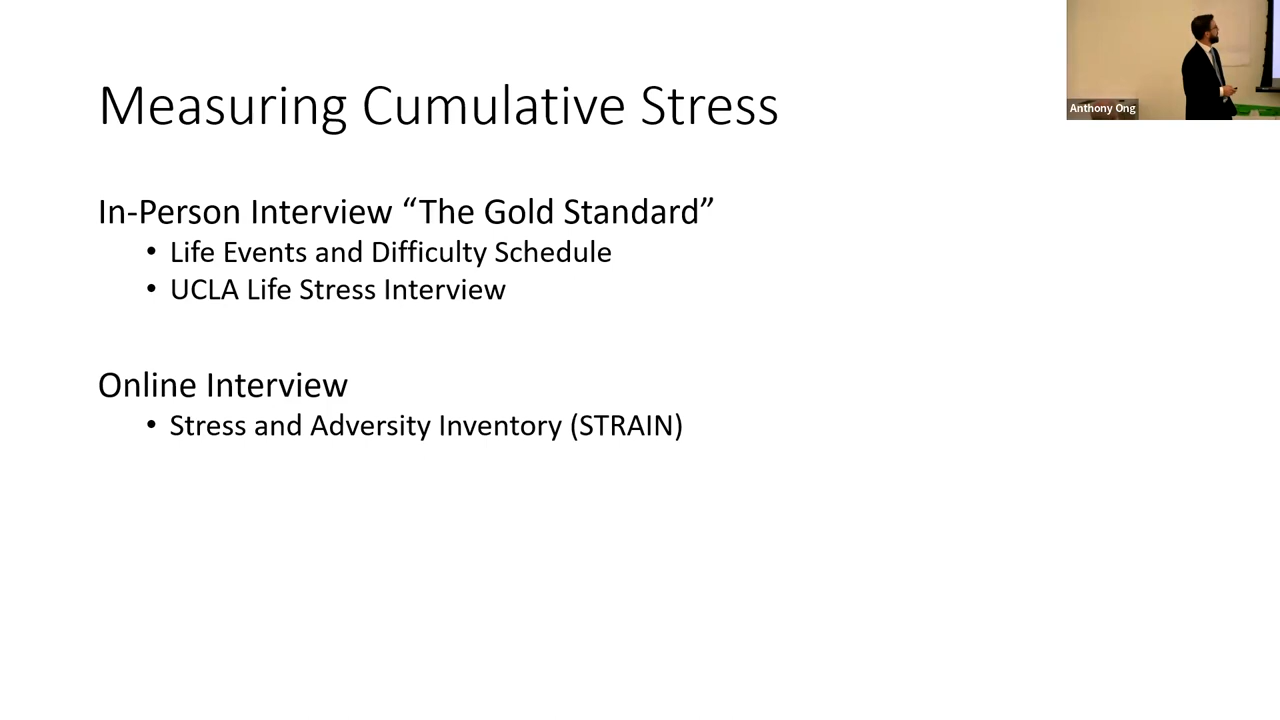 Measuring Cumulative Stress
Anthony Ong
In-Person Interview “The Gold Standard”
• Life Events and Difficulty Schedule
• UCLA Life Stress Interview
Online Interview
• Stress and Adversity Inventory (STRAIN)